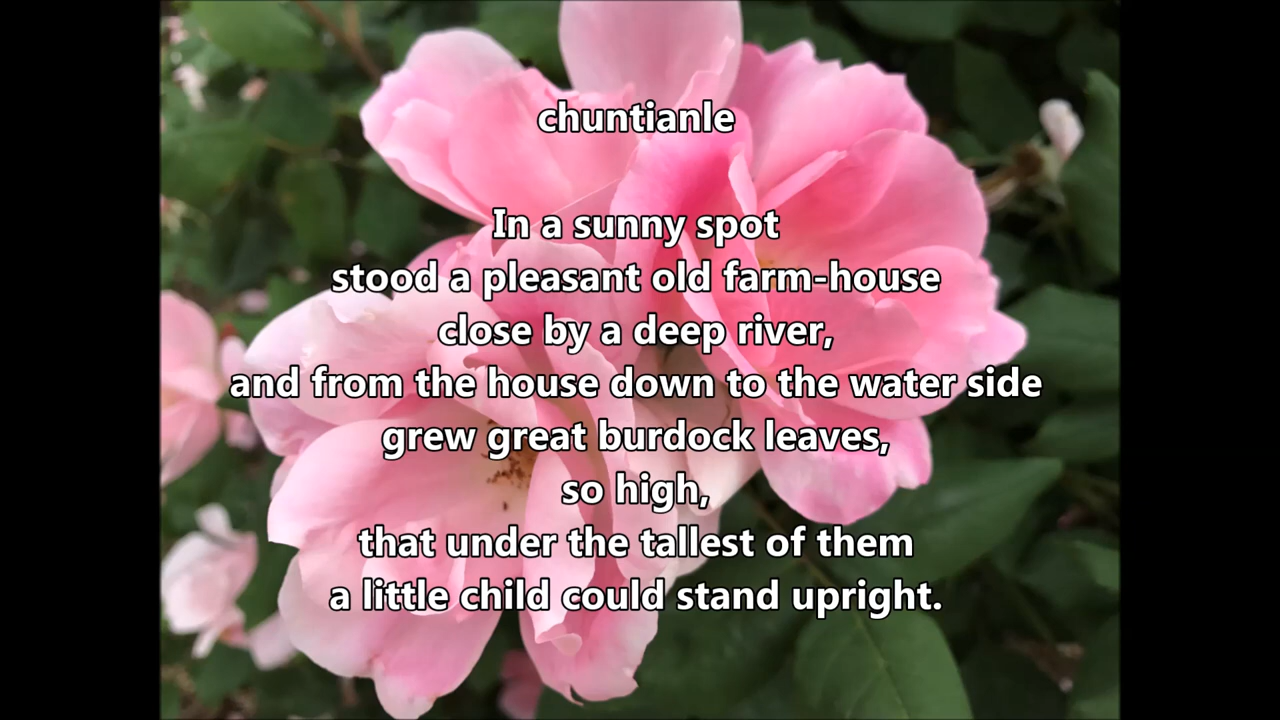 chuntianle
In a sunny spot
stood a pleasant old farm-house
close by a deep river,
and from the house down to the water side
grew great burdock leaves,
so high,
that under the tallest of them
a little child could stand upright.